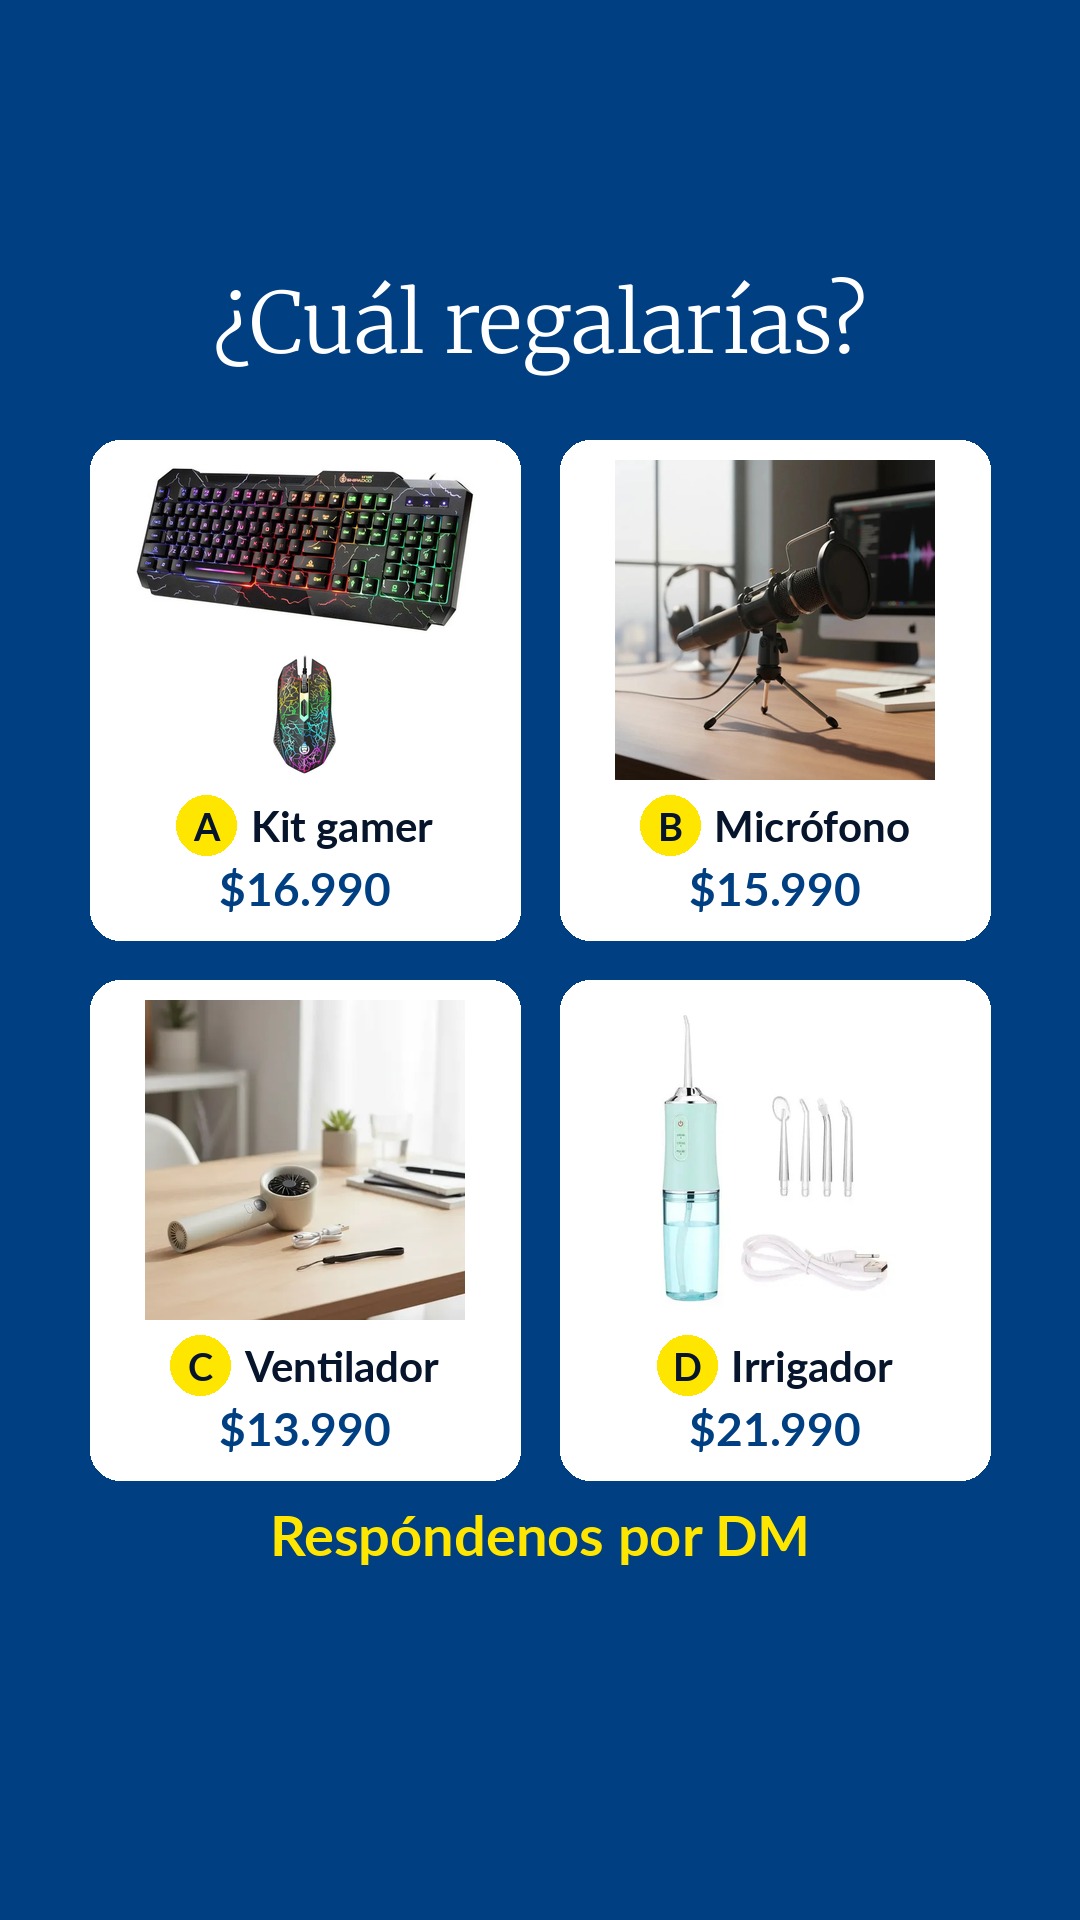 ¿Cuál regalarías?
A Kit gamer
$16.990
B Micrófono
$15.990
C Ventilador
$13.990
D Irrigador
$21.990
Respóndenos por DM